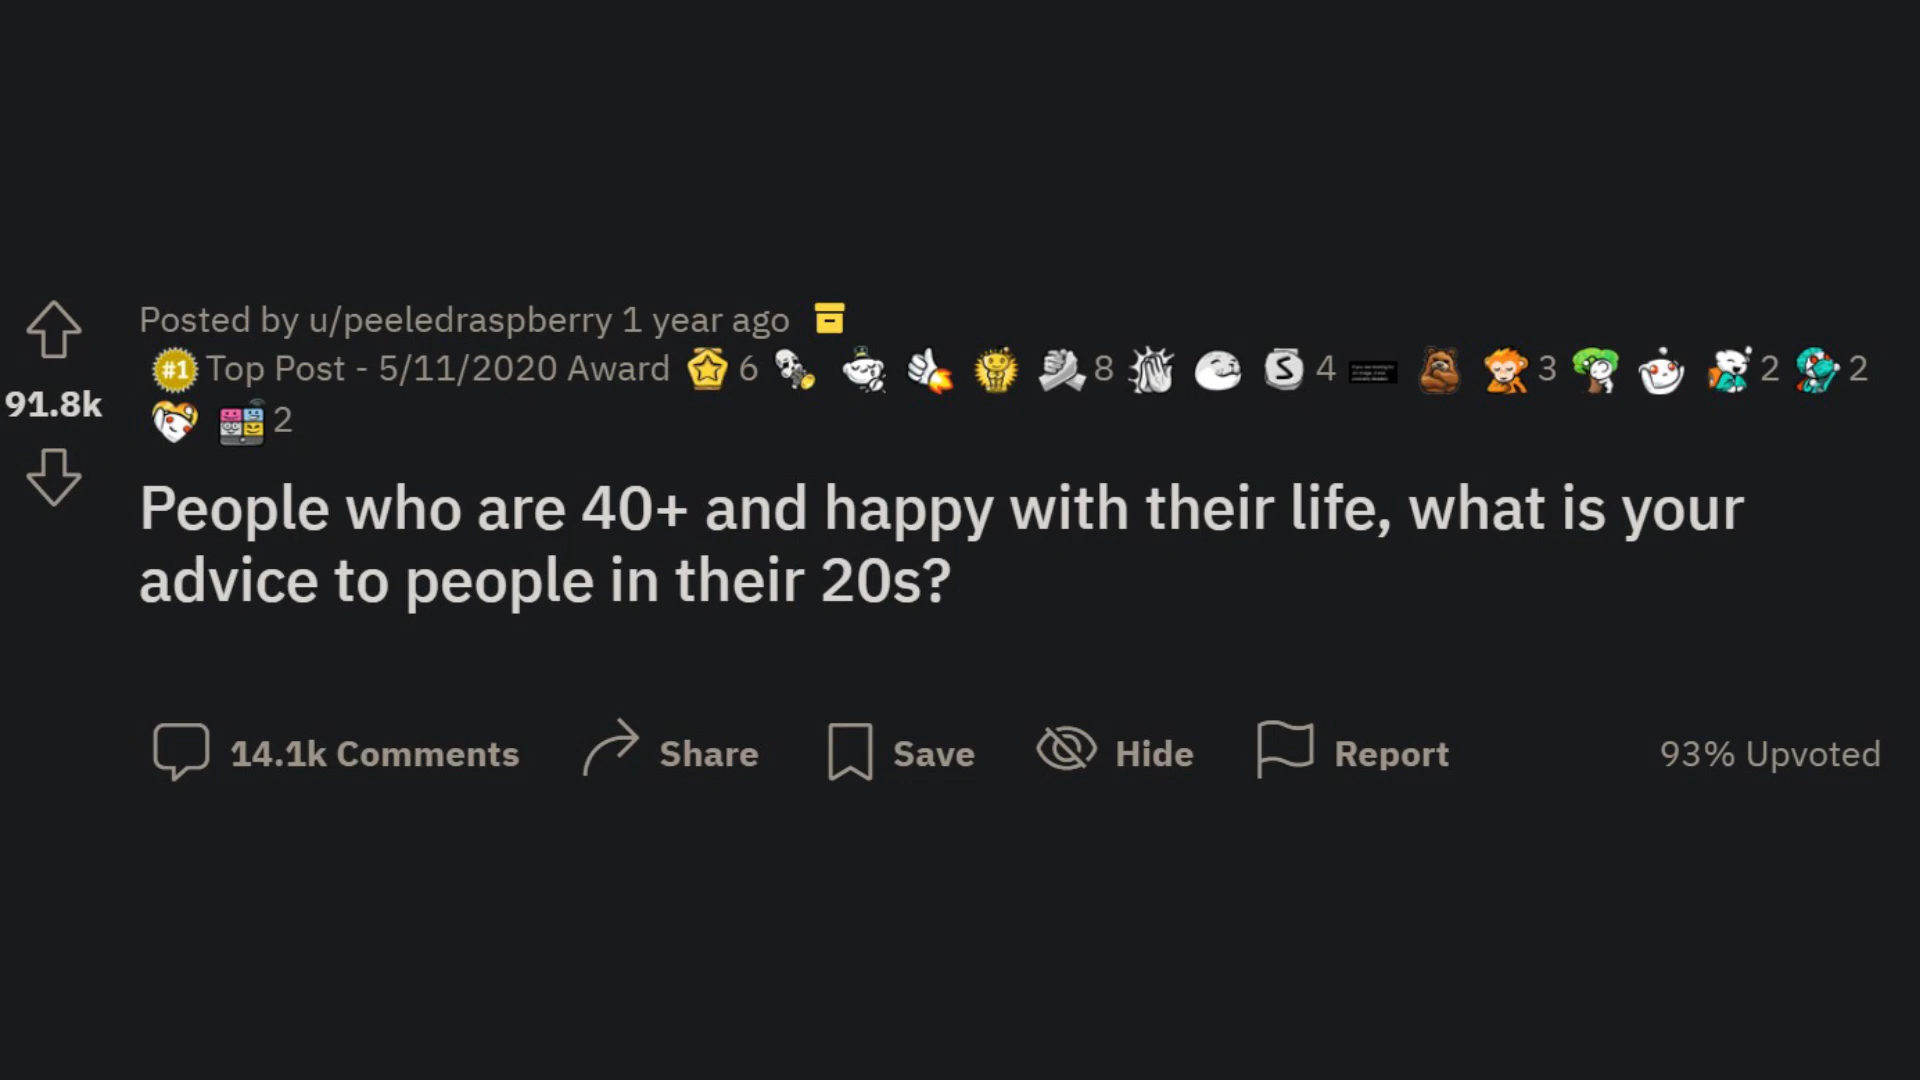 Posted by u/peeledraspberry 1 year ago
#1 Top Post - 5/11/2020 Award 6 8 S 4 3 2 2
91.8k
2
People who are 40+ and happy with their life, what is your
advice to people in their 20s?
14.1k Comments Share Save Hide Report 93% Upvoted